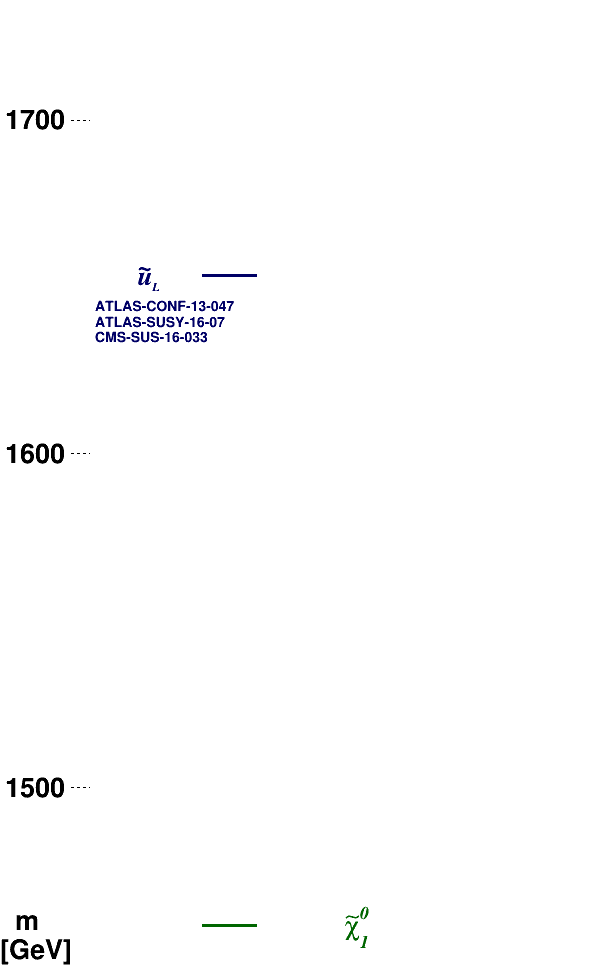 1700
ũ_L
ATLAS-CONF-13-047
ATLAS-SUSY-16-07
CMS-SUS-16-033
1600
1500
m
[GeV]
χ̃⁰₁